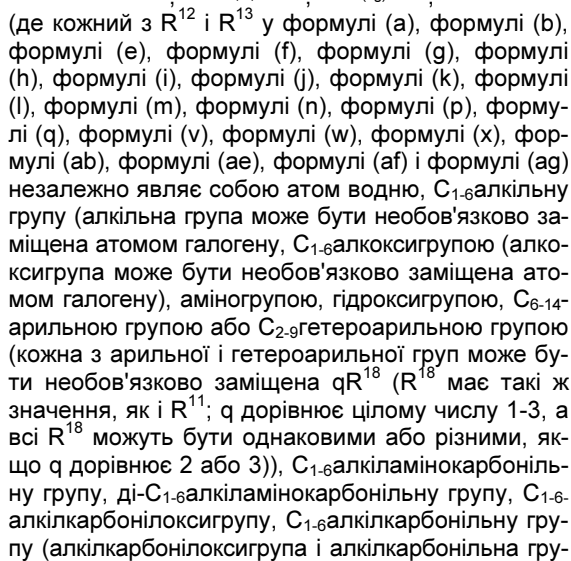 (де кожний з R¹² і R¹³ у формулі (a), формулі (b),
формулі (e), формулі (f), формулі (g), формулі
(h), формулі (i), формулі (j), формулі (k), формулі
(l), формулі (m), формулі (n), формулі (p), форму-
лі (q), формулі (v), формулі (w), формулі (x), фор-
мулі (ab), формулі (ae), формулі (af) і формулі (ag)
незалежно являє собою атом водню, C₁₋₆алкільну
групу (алкільна група може бути необов'язково за-
міщена атомом галогену, C₁₋₆алкоксигрупою (алко-
ксигрупа може бути необов'язково заміщена ато-
мом галогену), аміногрупою, гідроксигрупою, C₆₋₁₄-
арильною групою або C₂₋₉гетероарильною групою
(кожна з арильної і гетероарильної груп може бу-
ти необов'язково заміщена qR¹⁸ (R¹⁸ має такі ж
значення, як і R¹¹; q дорівнює цілому числу 1-3, а
всі R¹⁸ можуть бути однаковими або різними, як-
що q дорівнює 2 або 3)), C₁₋₆алкіламінокарбоніль-
ну групу, ді-C₁₋₆алкіламінокарбонільну групу, C₁₋₆-
алкілкарбонілоксигрупу, C₁₋₆алкілкарбонільну гру-
пу (алкілкарбонілоксигрупа і алкілкарбонільна гру-